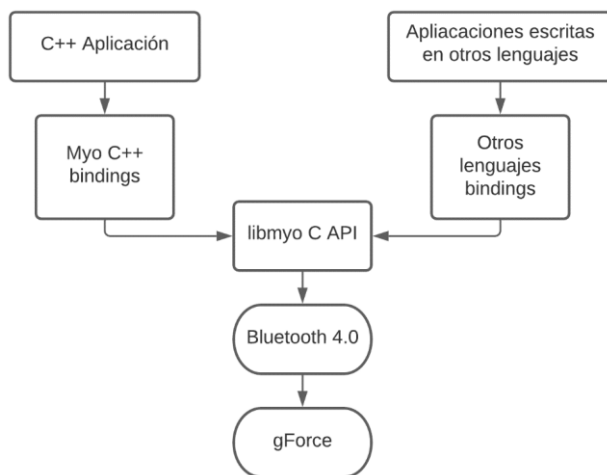 C++ Aplicación
Apliacaciones escritas
en otros lenguajes
Myo C++
bindings
Otros
lenguajes
bindings
libmyo C API
Bluetooth 4.0
gForce